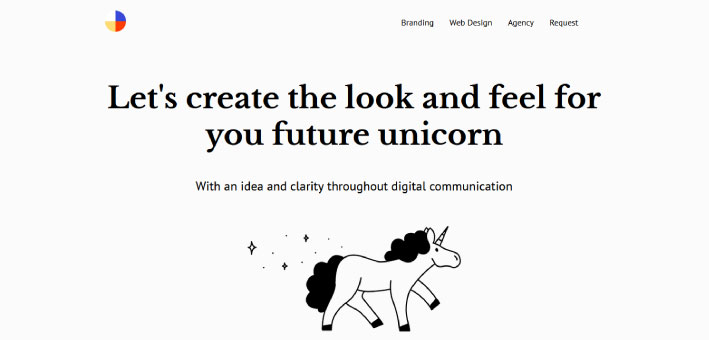 Branding Web Design Agency Request
Let's create the look and feel for
you future unicorn
With an idea and clarity throughout digital communication